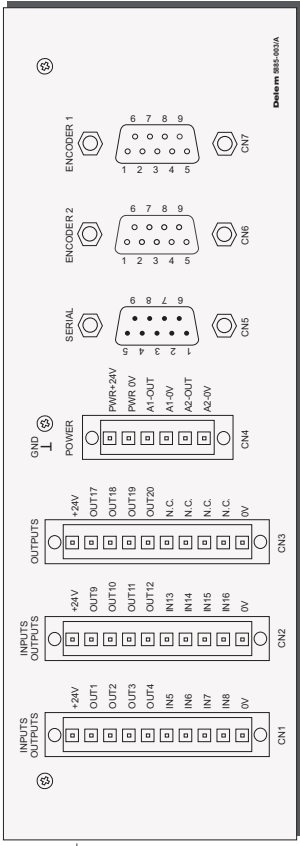 Delem 5885-003/A
ENCODER 1
6 7 8 9
1 2 3 4 5
CN7
ENCODER 2
6 7 8 9
1 2 3 4 5
CN6
SERIAL
9 8 7 6
5 4 3 2 1
CN5
GND
POWER
PWR+24V
PWR 0V
A1-OUT
A1-0V
A2-OUT
A2-0V
CN4
OUTPUTS
+24V
OUT17
OUT18
OUT19
OUT20
N.C.
N.C.
N.C.
N.C.
0V
CN3
INPUTS
OUTPUTS
+24V
OUT9
OUT10
OUT11
OUT12
IN13
IN14
IN15
IN16
0V
CN2
INPUTS
OUTPUTS
+24V
OUT1
OUT2
OUT3
OUT4
IN5
IN6
IN7
IN8
0V
CN1